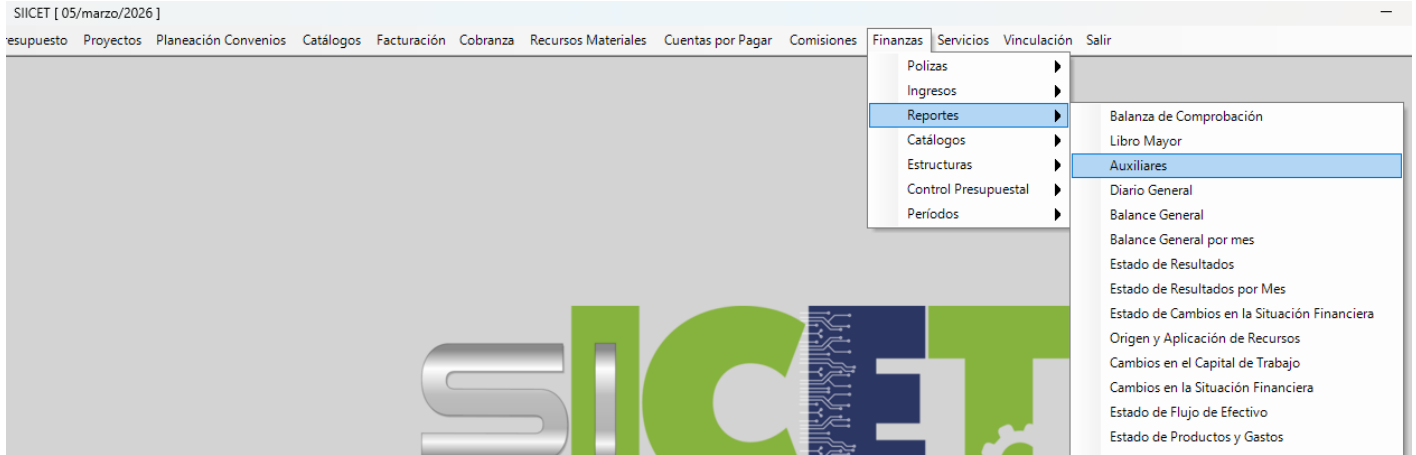 SIICET [ 05/marzo/2026 ]
resupuesto Proyectos Planeación Convenios Catálogos Facturación Cobranza Recursos Materiales Cuentas por Pagar Comisiones Finanzas Servicios Vinculación Salir
Polizas
Ingresos
Reportes
Catálogos
Estructuras
Control Presupuestal
Períodos
Balanza de Comprobación
Libro Mayor
Auxiliares
Diario General
Balance General
Balance General por mes
Estado de Resultados
Estado de Resultados por Mes
Estado de Cambios en la Situación Financiera
Origen y Aplicación de Recursos
Cambios en el Capital de Trabajo
Cambios en la Situación Financiera
Estado de Flujo de Efectivo
Estado de Productos y Gastos
SIICET